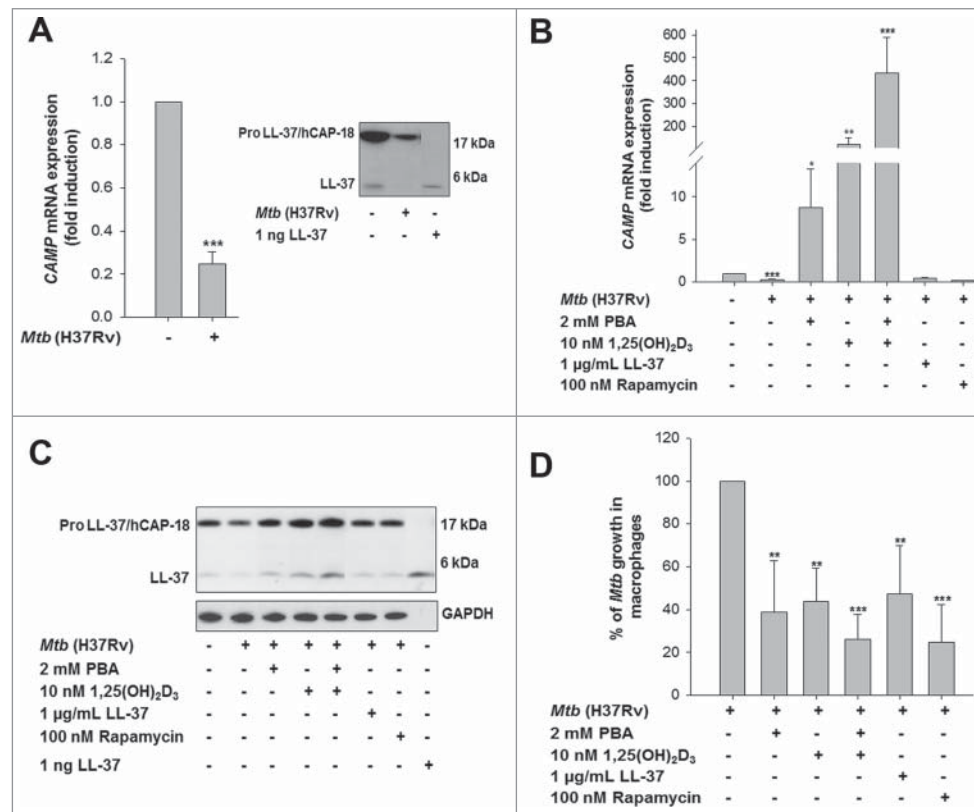 A
CAMP mRNA expression
(fold induction)
1.2
1.0
0.8
0.6
0.4
0.2
0.0
***
Mtb (H37Rv)
- +
Pro LL-37/hCAP-18
LL-37
17 kDa
6 kDa
Mtb (H37Rv) - + -
1 ng LL-37 - - +
B
CAMP mRNA expression
(fold induction)
600
500
400
300
200
10
5
0
***
*
**
***
Mtb (H37Rv) - + + + + + +
2 mM PBA - - + - + - -
10 nM 1,25(OH)₂D₃ - - - + + - -
1 µg/mL LL-37 - - - - - + -
100 nM Rapamycin - - - - - - +
C
Pro LL-37/hCAP-18
LL-37
17 kDa
6 kDa
GAPDH
Mtb (H37Rv) - + + + + + + -
2 mM PBA - - + - + - - -
10 nM 1,25(OH)₂D₃ - - - + + - - -
1 µg/mL LL-37 - - - - - + - -
100 nM Rapamycin - - - - - - + -
1 ng LL-37 - - - - - - - +
D
% of Mtb growth in
macrophages
120
100
80
60
40
20
0
**
**
***
**
***
Mtb (H37Rv) + + + + + +
2 mM PBA - + - + - -
10 nM 1,25(OH)₂D₃ - - + + - -
1 µg/mL LL-37 - - - - + -
100 nM Rapamycin - - - - - +